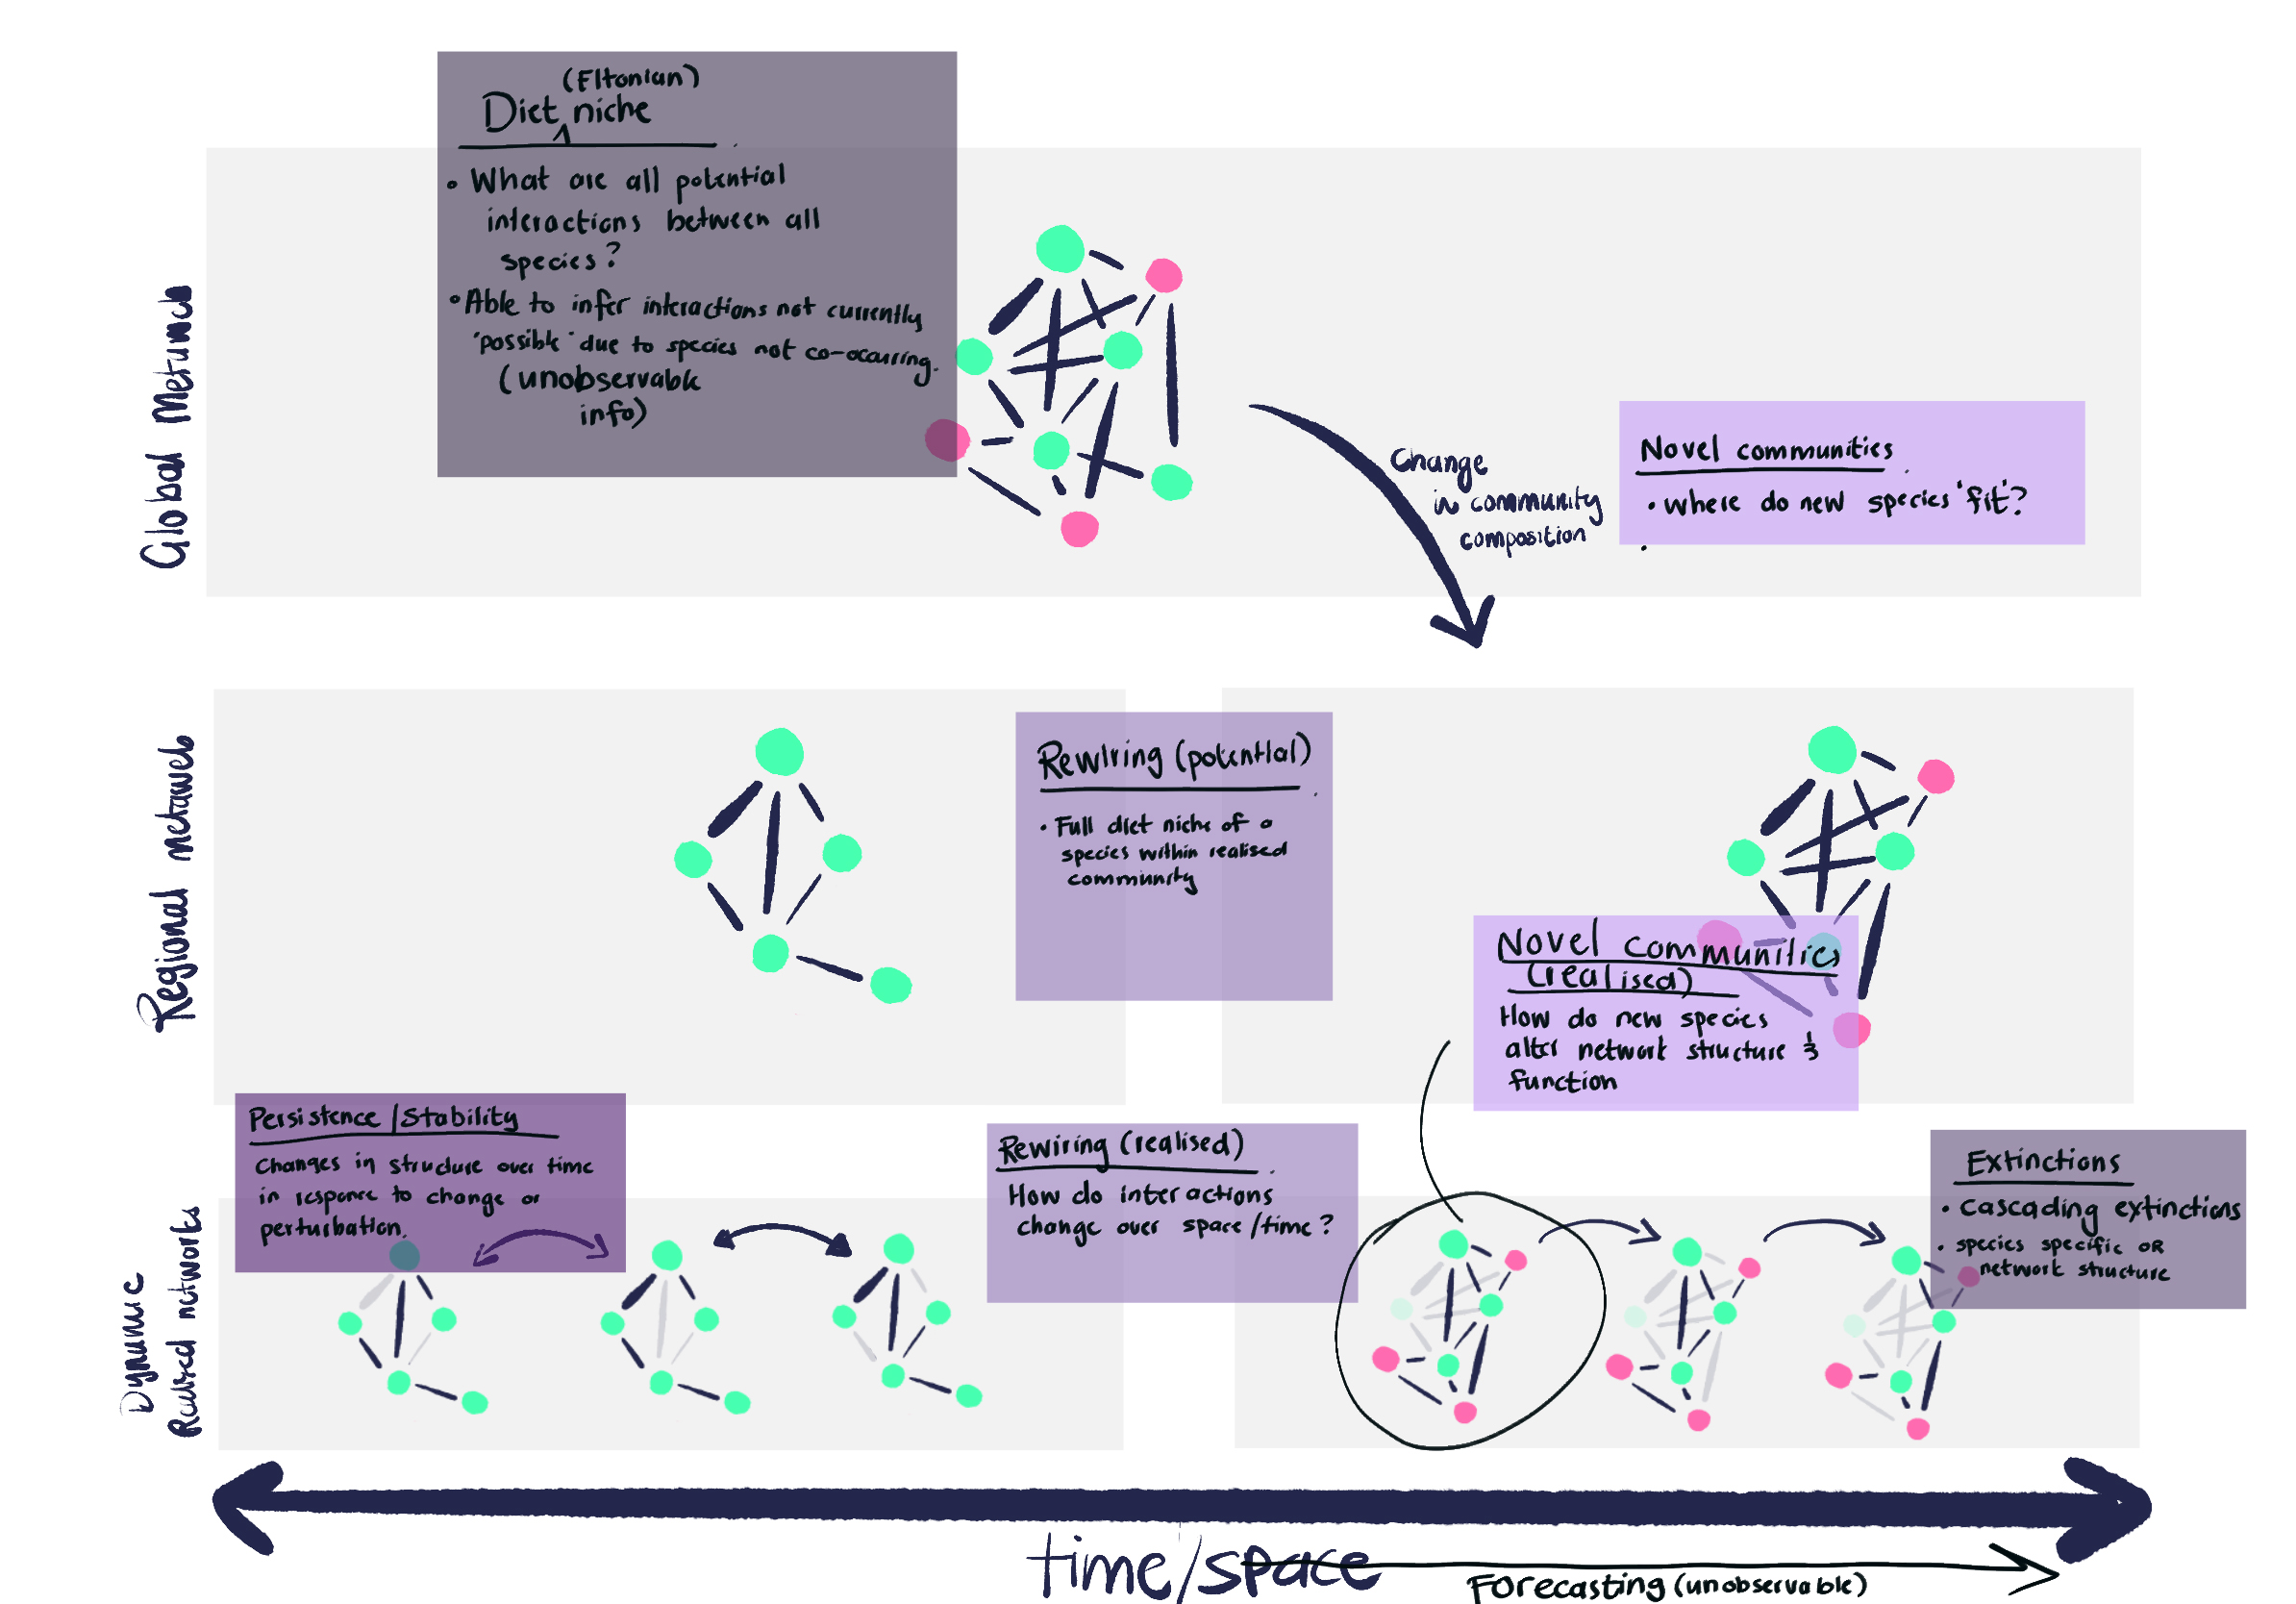 (Eltonian)
Diet niche
• What are all potential
interactions between all
species?
• Able to infer interactions not currently
'possible' due to species not co-occurring.
(unobservable
info)
Global Metaweb
Change
in community
composition
Novel communities
• where do new species 'fit'?
•
Regional metaweb
Rewiring (potential)
• Full diet niche of a
species within realised
community
Novel communities
(realised)
How do new species
alter network structure &
function
Persistence/Stability
Changes in structure over time
in response to change or
perturbation.
Rewiring (realised)
How do interactions
change over space/time?
Extinctions
• cascading extinctions
• species specific OR
network structure
Dynamic
Realised networks
time/space
Forecasting (unobservable)